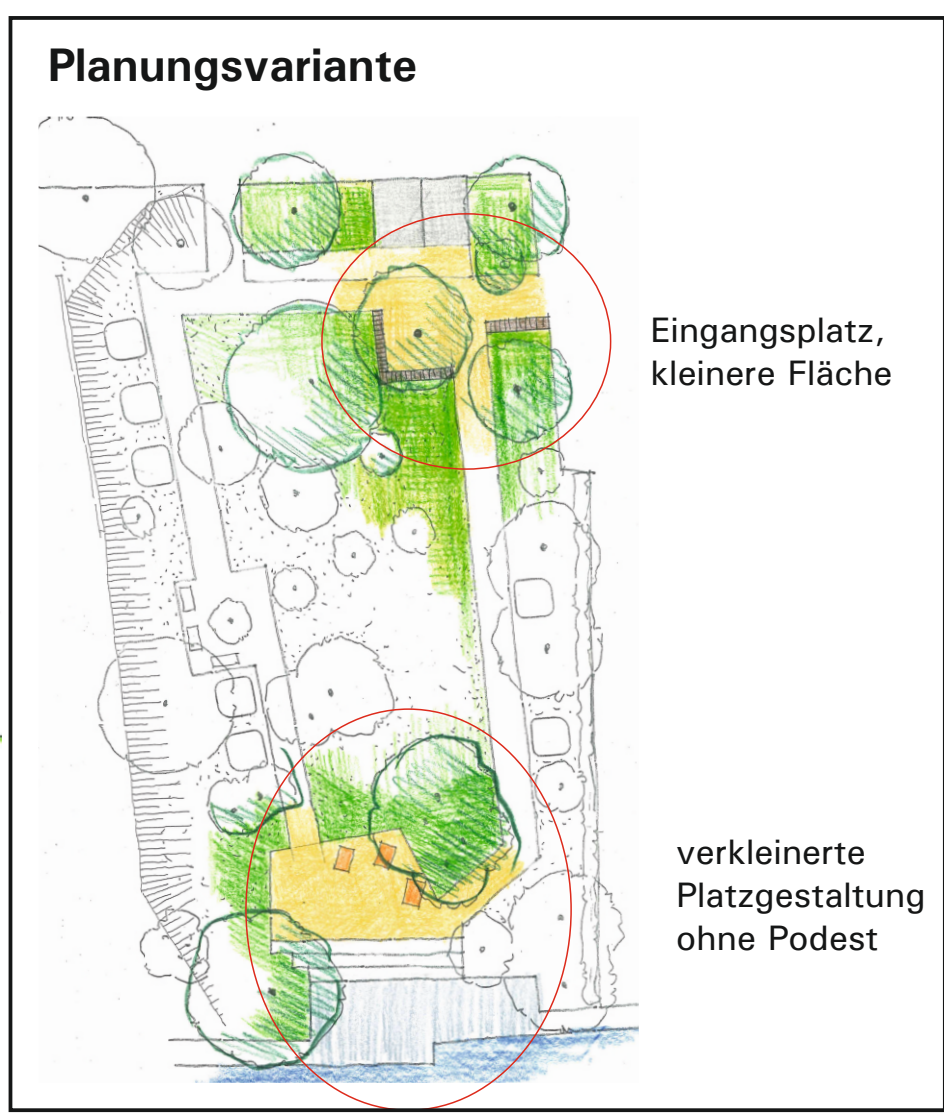 Planungsvariante
Eingangsplatz,
kleinere Fläche
verkleinerte
Platzgestaltung
ohne Podest